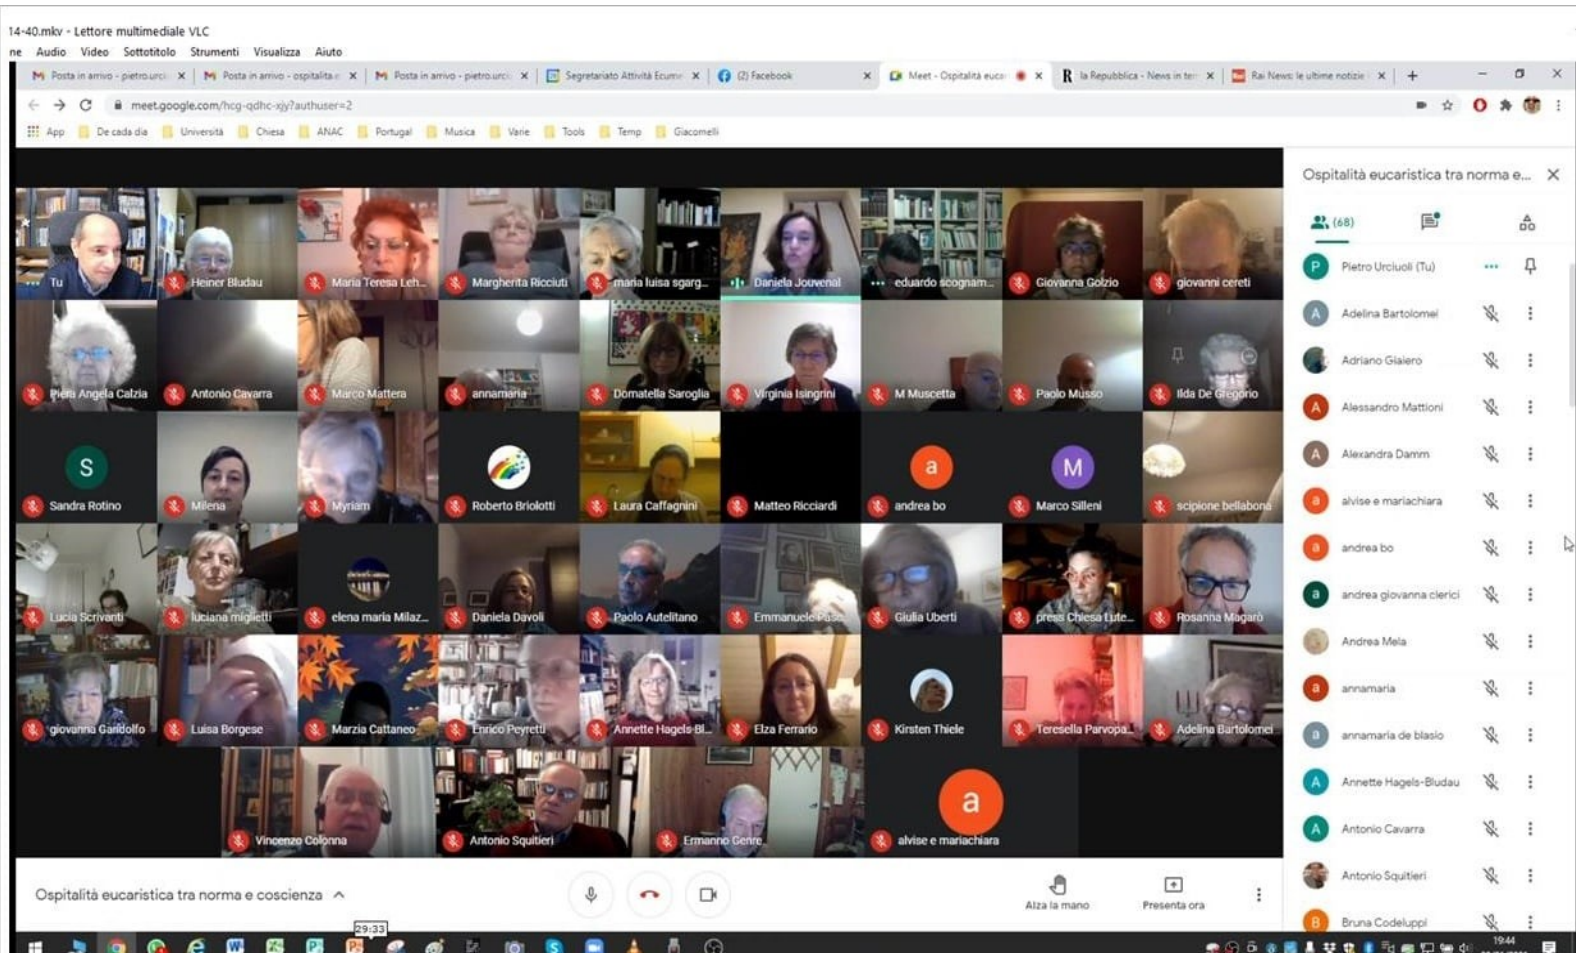 14-40.mkv - Lettore multimediale VLC
ne Audio Video Sottotitolo Strumenti Visualizza Aiuto
Posta in arrivo - pietro.urci Posta in arrivo - ospitalita.e Posta in arrivo - pietro.urci Segretariato Attività Ecume (2) Facebook Meet - Ospitalità euca la Repubblica - News in te Rai News: le ultime notizie
meet.google.com/hcg-qdhc-xjy?authuser=2
App De cada dia Università Chiesa ANAC Portugal Musica Varie Tools Temp Giacomelli
Ospitalità eucaristica tra norma e...
(68)
Tu Heiner Bludau Maria Teresa Leh... Margherita Ricciuti maria luisa sgarg... Daniela Jouvenal eduardo scognam... Giovanna Golzio giovanni cereti
Piera Angela Calzia Antonio Cavarra Marco Mattera annamaria Domatella Saroglia Virginia Isingrini M Muscetta Paolo Musso Ilda De Gregorio
S M
Sandra Rotino Milena Myriam Roberto Briolotti Laura Caffagnini Matteo Ricciardi andrea bo Marco Silleni scipione bellabona
a
Lucia Scrivanti luciana miglietti elena maria Milaz... Daniela Davoli Paolo Autelitano Emmanuele Pasc... Giulia Uberti press Chiesa Lute... Rosanna Magarò
giovanna Gandolfo Luisa Borgese Marzia Cattaneo Enrico Peyretti Annette Hagels-Bl... Elza Ferrario Kirsten Thiele Teresella Parvopa... Adelina Bartolomei
a
Vincenzo Colonna Antonio Squitieri Ermanno Genre alvise e mariachiara
P Pietro Urciuoli (Tu)
A Adelina Bartolomei
Adriano Giaiero
A Alessandro Mattioni
A Alexandra Damm
a alvise e mariachiara
a andrea bo
a andrea giovanna clerici
Andrea Mela
a annamaria
a annamaria de blasio
A Annette Hagels-Bludau
A Antonio Cavarra
Antonio Squitieri
B Bruna Codeluppi
Ospitalità eucaristica tra norma e coscienza
Alza la mano Presenta ora
29:33
19:44